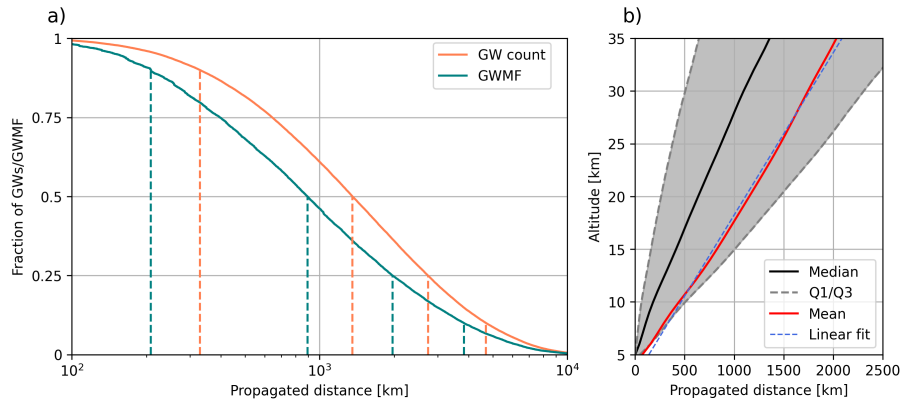 a)
1
0.75
0.5
0.25
0
Fraction of GWs/GWMF
GW count
GWMF
10²
10³
10⁴
Propagated distance [km]
b)
35
30
25
20
15
10
5
Altitude [km]
Median
Q1/Q3
Mean
Linear fit
0 500 1000 1500 2000 2500
Propagated distance [km]